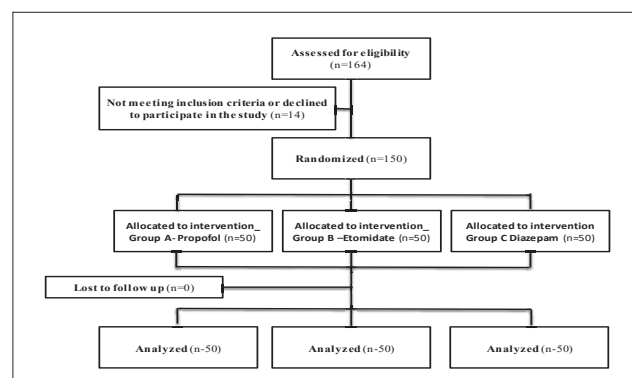 Assessed for eligibility
(n=164)
Not meeting inclusion criteria or declined
to participate in the study (n=14)
Randomized (n=150)
Allocated to intervention_
Group A- Propofol (n=50)
Allocated to intervention_
Group B –Etomidate (n=50)
Allocated to intervention
Group C Diazepam (n=50)
Lost to follow up (n=0)
Analyzed (n-50)
Analyzed (n-50)
Analyzed (n-50)